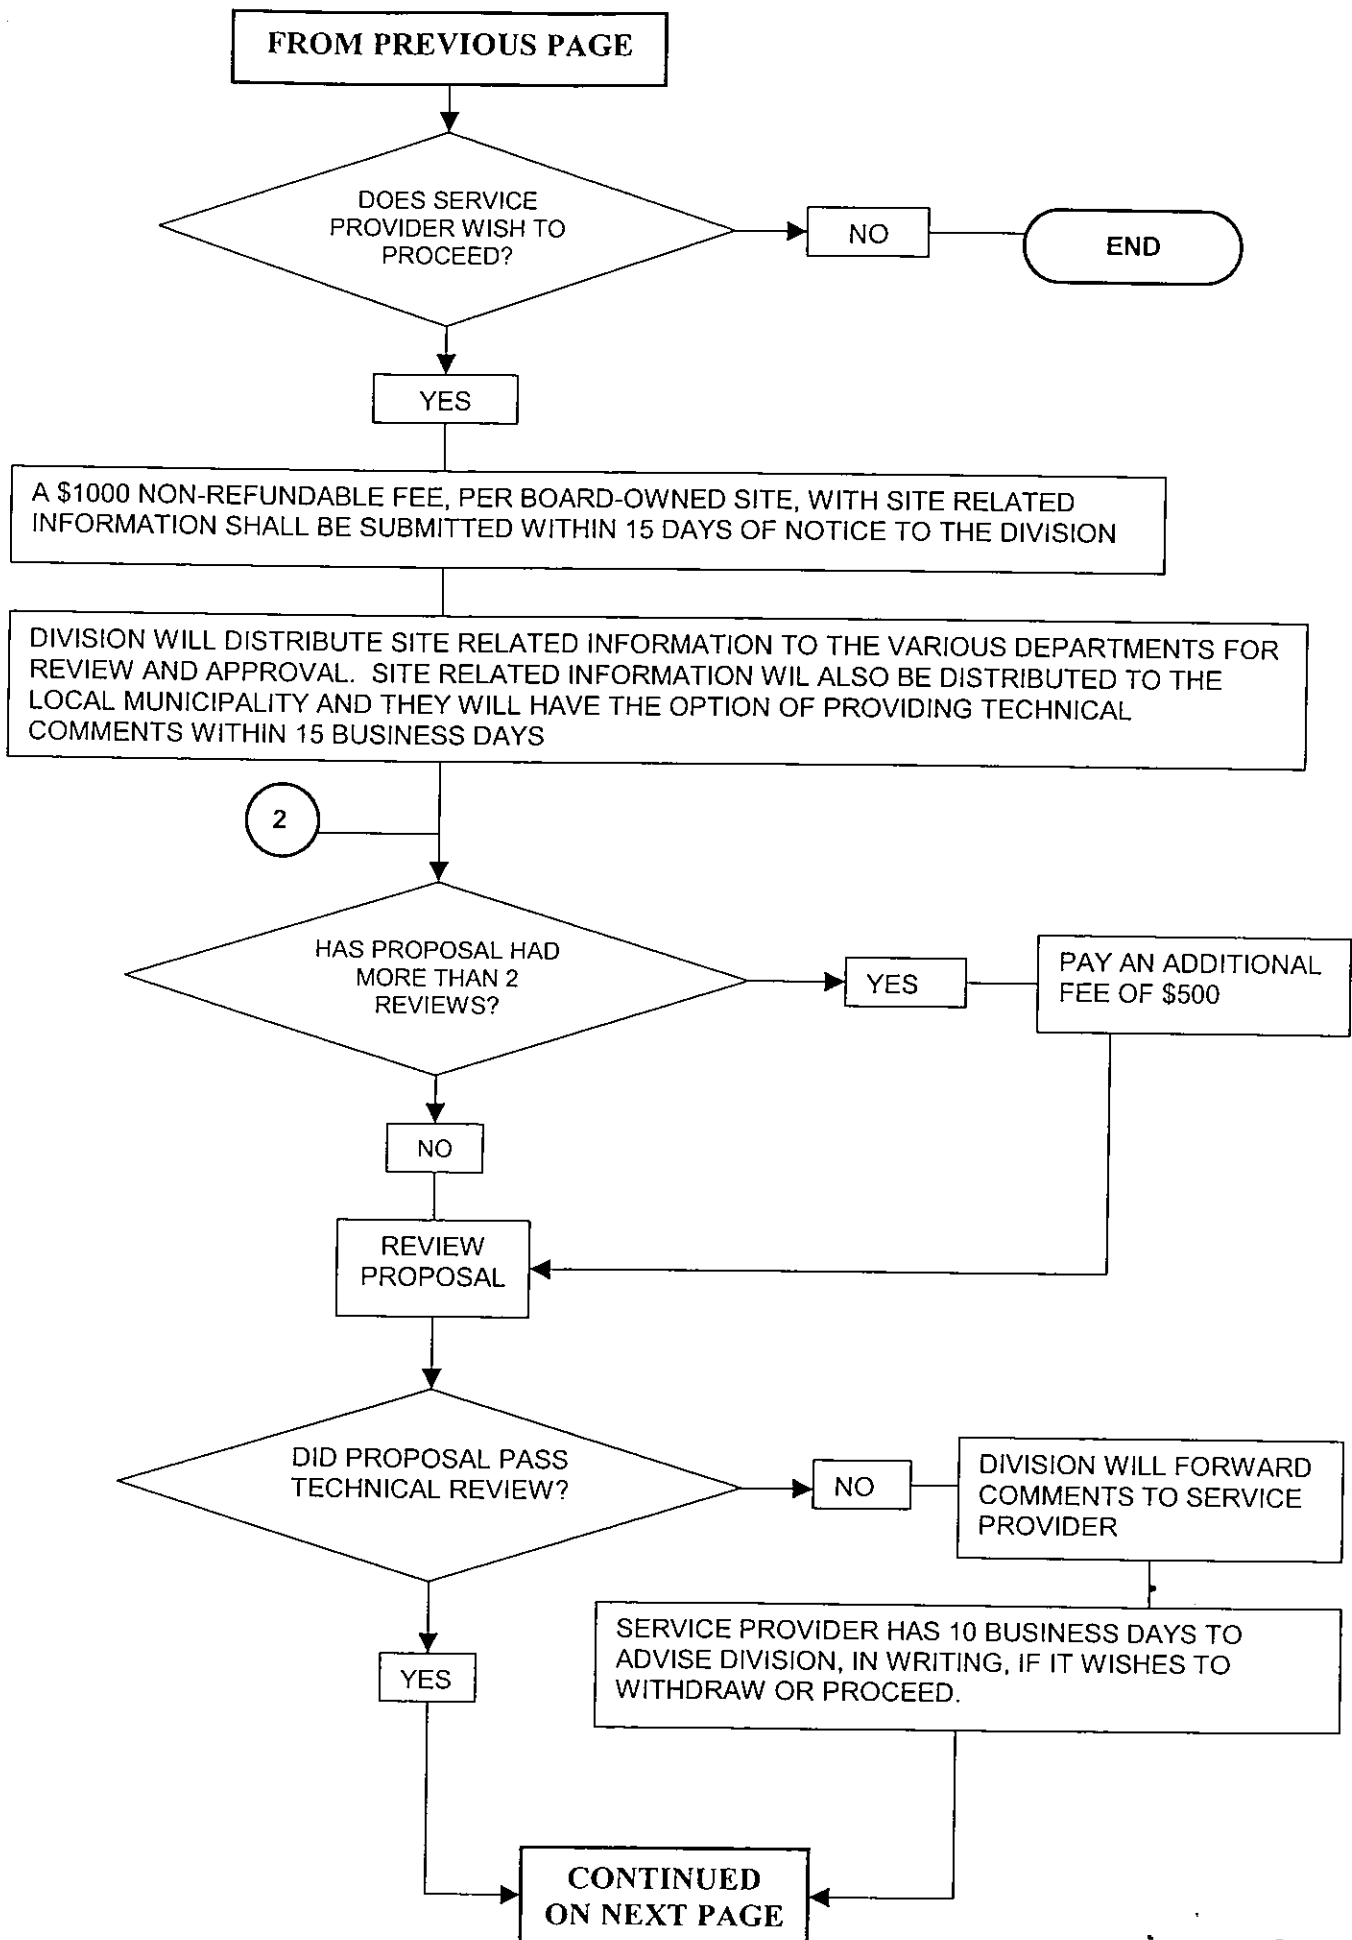 FROM PREVIOUS PAGE
DOES SERVICE
PROVIDER WISH TO
PROCEED?
NO
END
YES
A $1000 NON-REFUNDABLE FEE, PER BOARD-OWNED SITE, WITH SITE RELATED
INFORMATION SHALL BE SUBMITTED WITHIN 15 DAYS OF NOTICE TO THE DIVISION
DIVISION WILL DISTRIBUTE SITE RELATED INFORMATION TO THE VARIOUS DEPARTMENTS FOR
REVIEW AND APPROVAL. SITE RELATED INFORMATION WIL ALSO BE DISTRIBUTED TO THE
LOCAL MUNICIPALITY AND THEY WILL HAVE THE OPTION OF PROVIDING TECHNICAL
COMMENTS WITHIN 15 BUSINESS DAYS
2
HAS PROPOSAL HAD
MORE THAN 2
REVIEWS?
YES
PAY AN ADDITIONAL
FEE OF $500
NO
REVIEW
PROPOSAL
DID PROPOSAL PASS
TECHNICAL REVIEW?
NO
DIVISION WILL FORWARD
COMMENTS TO SERVICE
PROVIDER
SERVICE PROVIDER HAS 10 BUSINESS DAYS TO
ADVISE DIVISION, IN WRITING, IF IT WISHES TO
WITHDRAW OR PROCEED.
YES
CONTINUED
ON NEXT PAGE